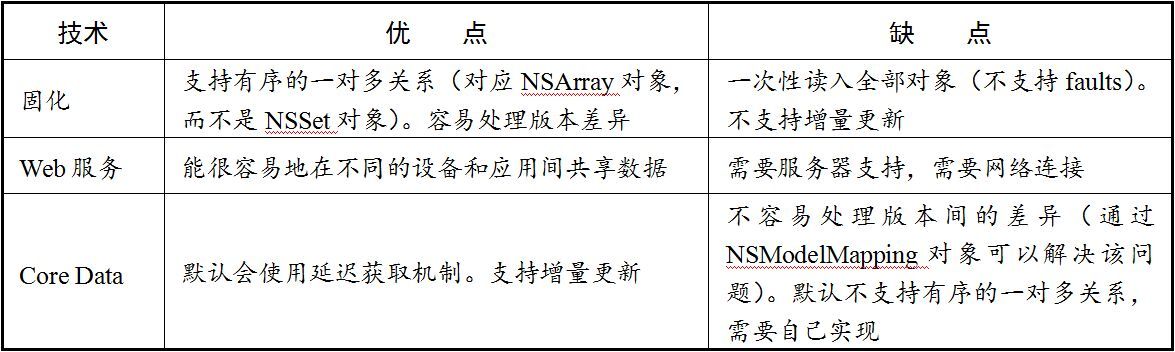 技术 优 点 缺 点
固化
支持有序的一对多关系（对应 NSArray 对象，
而不是 NSSet 对象）。容易处理版本差异
一次性读入全部对象（不支持 faults）。
不支持增量更新
Web 服务
能很容易地在不同的设备和应用间共享数据
需要服务器支持，需要网络连接
Core Data
默认会使用延迟获取机制。支持增量更新
不容易处理版本间的差异（通过
NSModelMapping 对象可以解决该问
题）。默认不支持有序的一对多关系，
需要自己实现